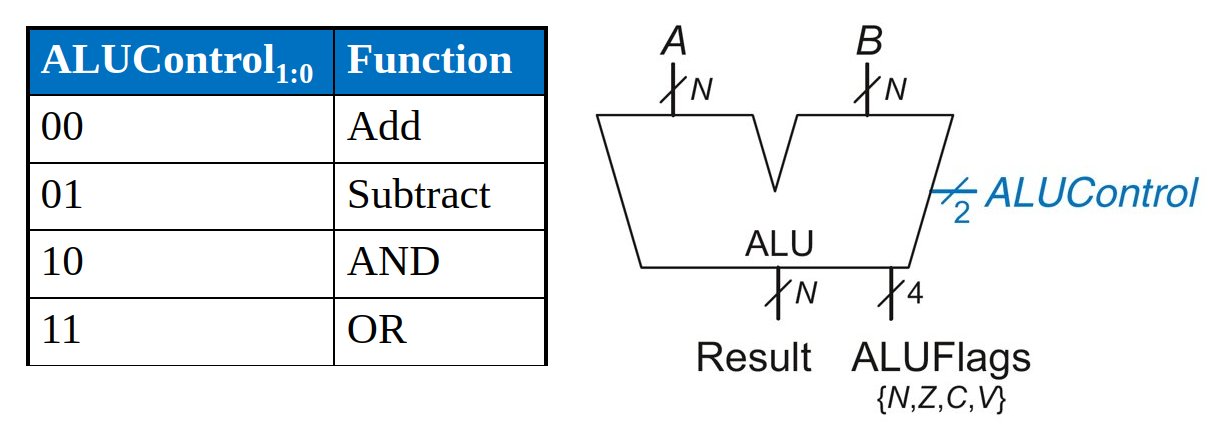 ALUControl1:0 Function
00 Add
01 Subtract
10 AND
11 OR
A B
N N
2 ALUControl
ALU
N 4
Result ALUFlags
{N,Z,C,V}